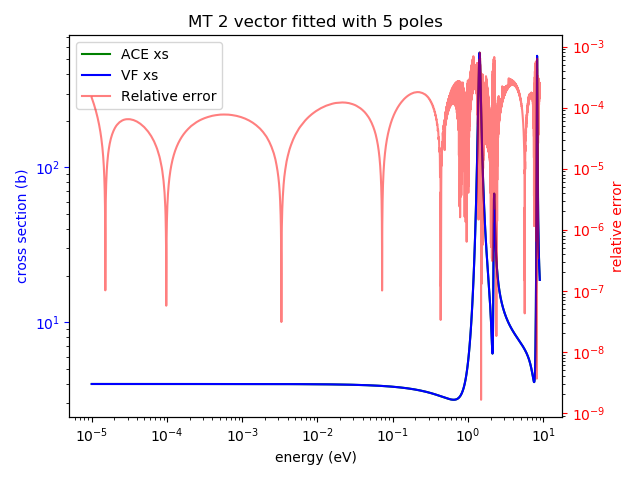 MT 2 vector fitted with 5 poles
ACE xs
VF xs
Relative error
cross section (b)
10²
10¹
10⁻³
10⁻⁴
10⁻⁵
10⁻⁶
10⁻⁷
10⁻⁸
10⁻⁹
relative error
10⁻⁵ 10⁻⁴ 10⁻³ 10⁻² 10⁻¹ 10⁰ 10¹
energy (eV)